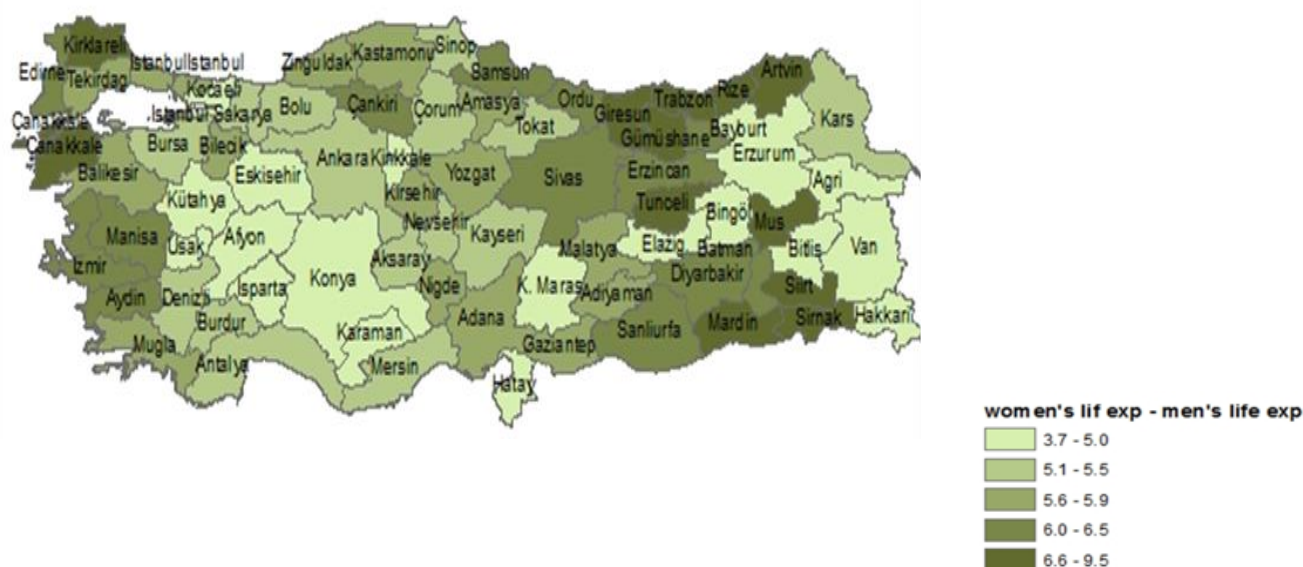 Kirklareli
Edirne
Tekirdag
Istanbul
Istanbul
Kocaeli
Istanbul
Sakarya
Zinguldak
Kastamonu
Sinop
Samsun
Bolu
Çankiri
Çorum
Amasya
Tokat
Ordu
Giresun
Trabzon
Rize
Artvin
Gümüshane
Bayburt
Kars
Erzurum
Agri
Çanakkale
Çanakkale
Bursa
Bilecik
Balikesir
Eskisehir
Ankara
Kirikkale
Kirsehir
Yozgat
Sivas
Erzincan
Tunceli
Bingöl
Mus
Kütahya
Manisa
Usak
Afyon
Nevsehir
Kayseri
Malatya
Elazig
Batman
Bitlis
Van
Izmir
Aydin
Denizli
Isparta
Konya
Aksaray
Nigde
K. Maras
Adiyaman
Diyarbakir
Siirt
Sirnak
Hakkari
Burdur
Mugla
Antalya
Karaman
Mersin
Adana
Gaziantep
Sanliurfa
Mardin
Hatay
women's lif exp - men's life exp
3.7 - 5.0
5.1 - 5.5
5.6 - 5.9
6.0 - 6.5
6.6 - 9.5